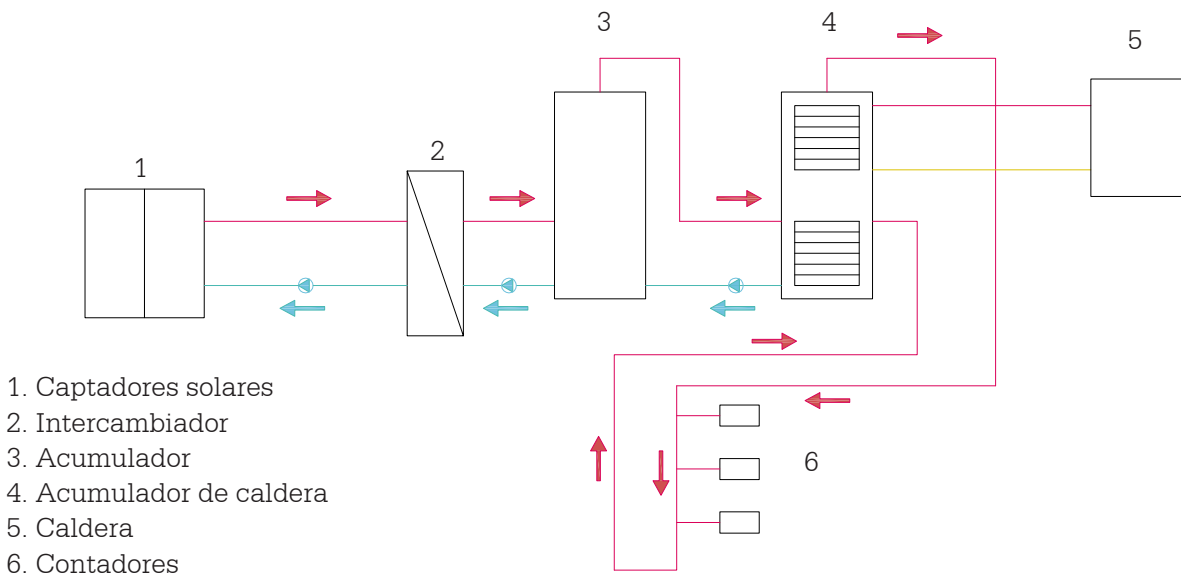 3
4
5
2
1
6
1. Captadores solares
2. Intercambiador
3. Acumulador
4. Acumulador de caldera
5. Caldera
6. Contadores